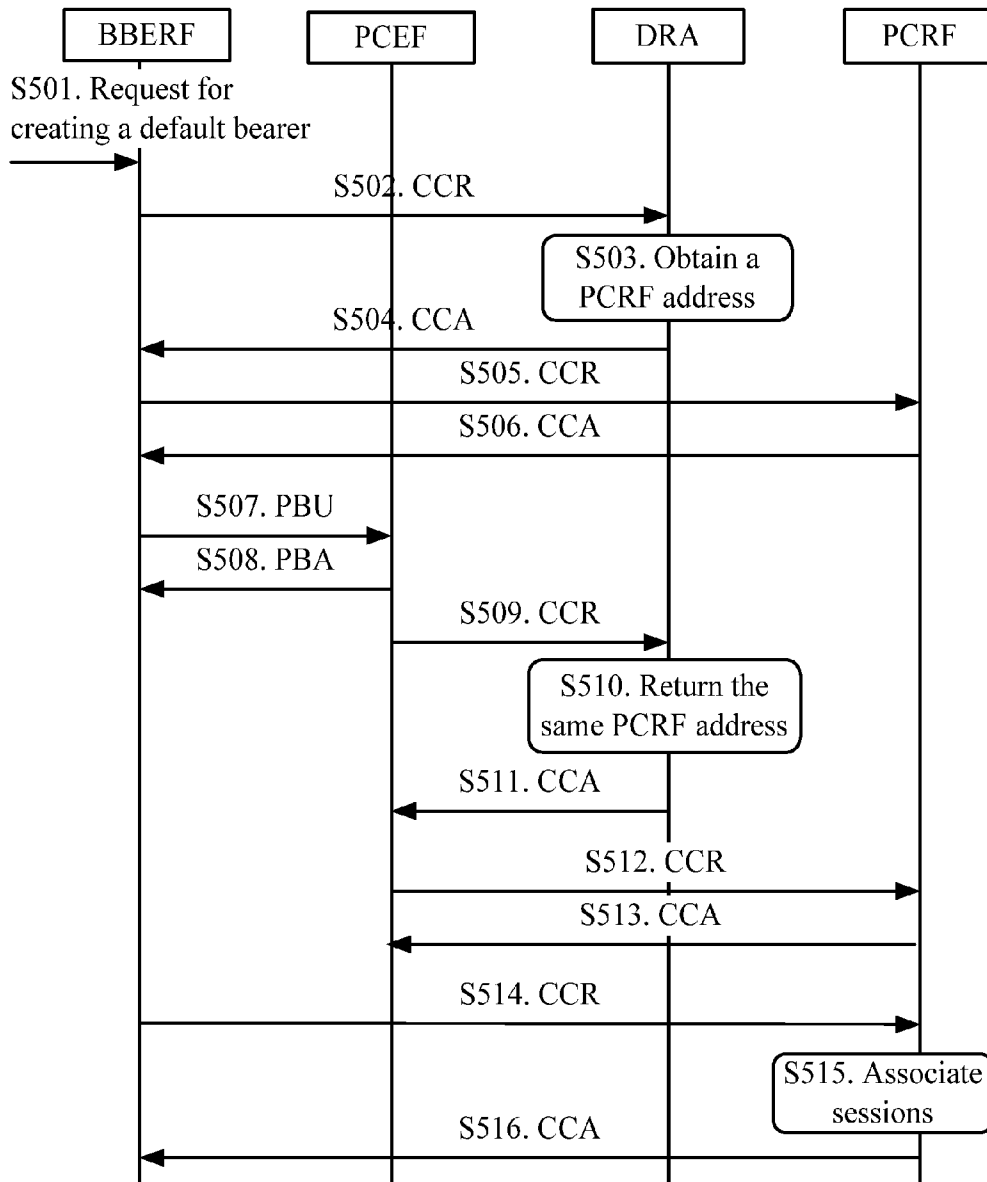 BBERF
PCEF
DRA
PCRF
S501. Request for
creating a default bearer
S502. CCR
S503. Obtain a
PCRF address
S504. CCA
S505. CCR
S506. CCA
S507. PBU
S508. PBA
S509. CCR
S510. Return the
same PCRF address
S511. CCA
S512. CCR
S513. CCA
S514. CCR
S515. Associate
sessions
S516. CCA